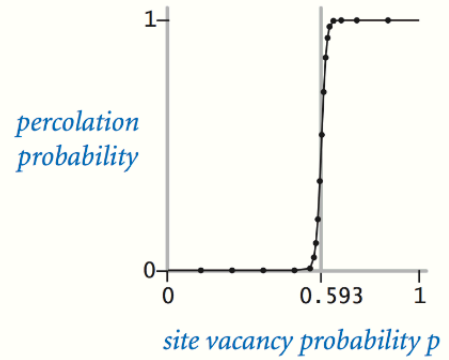 1
percolation
probability
0
0
0.593
1
site vacancy probability p